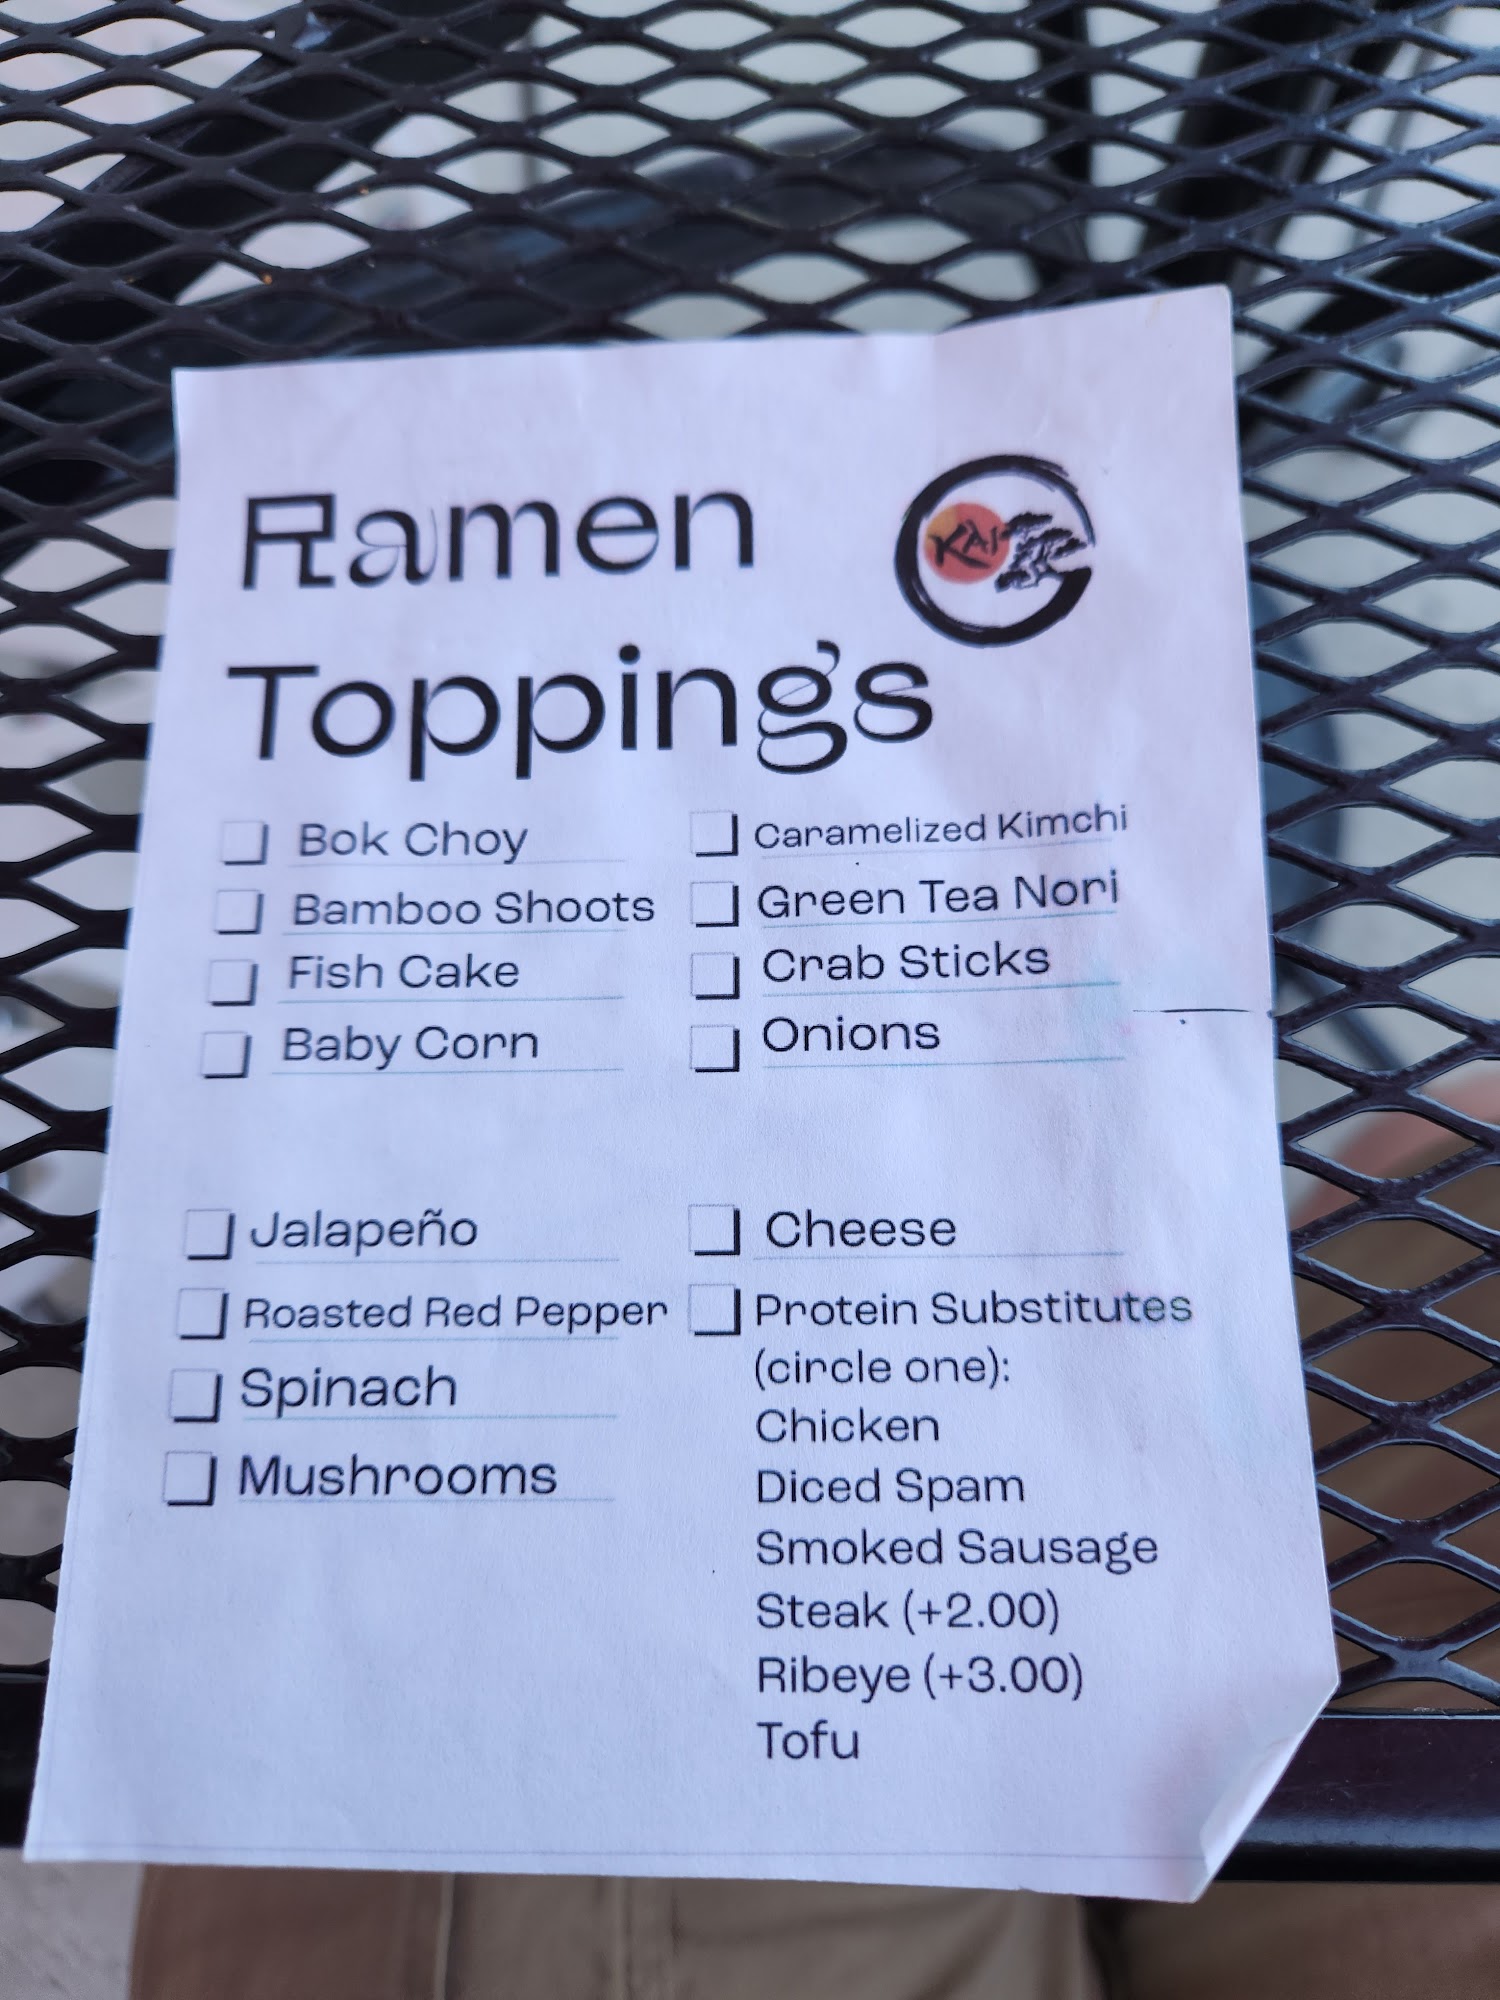 Ramen
Toppings
KAI
Bok Choy
Bamboo Shoots
Fish Cake
Baby Corn
Caramelized Kimchi
Green Tea Nori
Crab Sticks
Onions
Jalapeño
Roasted Red Pepper
Spinach
Mushrooms
Cheese
Protein Substitutes
(circle one):
Chicken
Diced Spam
Smoked Sausage
Steak (+2.00)
Ribeye (+3.00)
Tofu